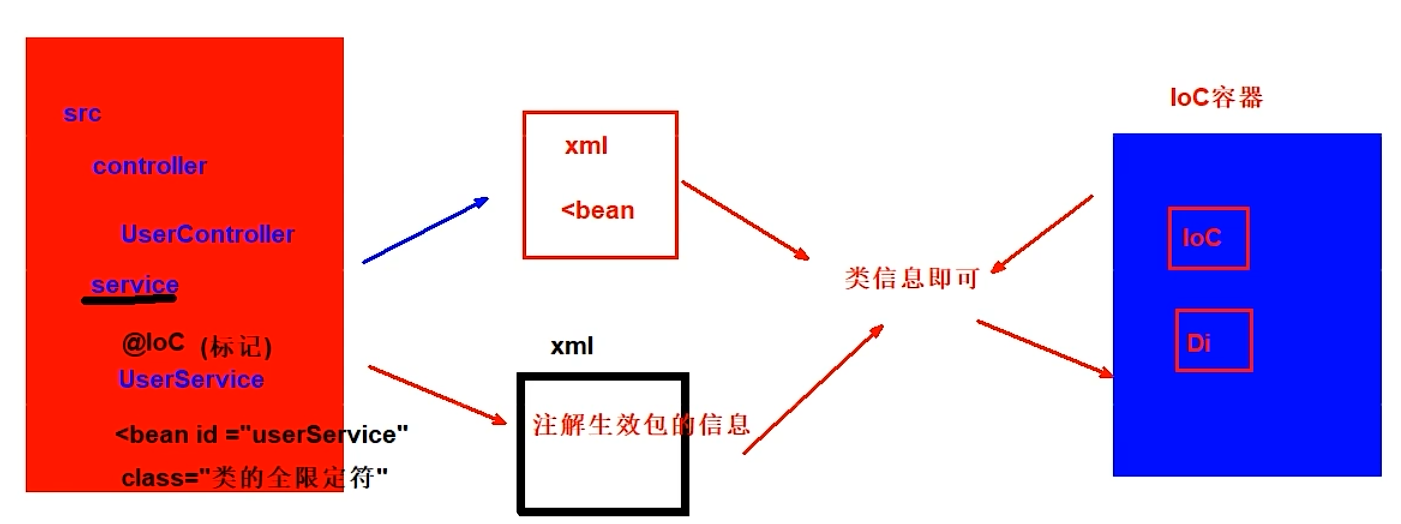 src
controller
UserController
service
@IoC (标记)
UserService
<bean id ="userService"
class="类的全限定符"
xml
<bean
xml
注解生效包的信息
类信息即可
IoC容器
IoC
Di